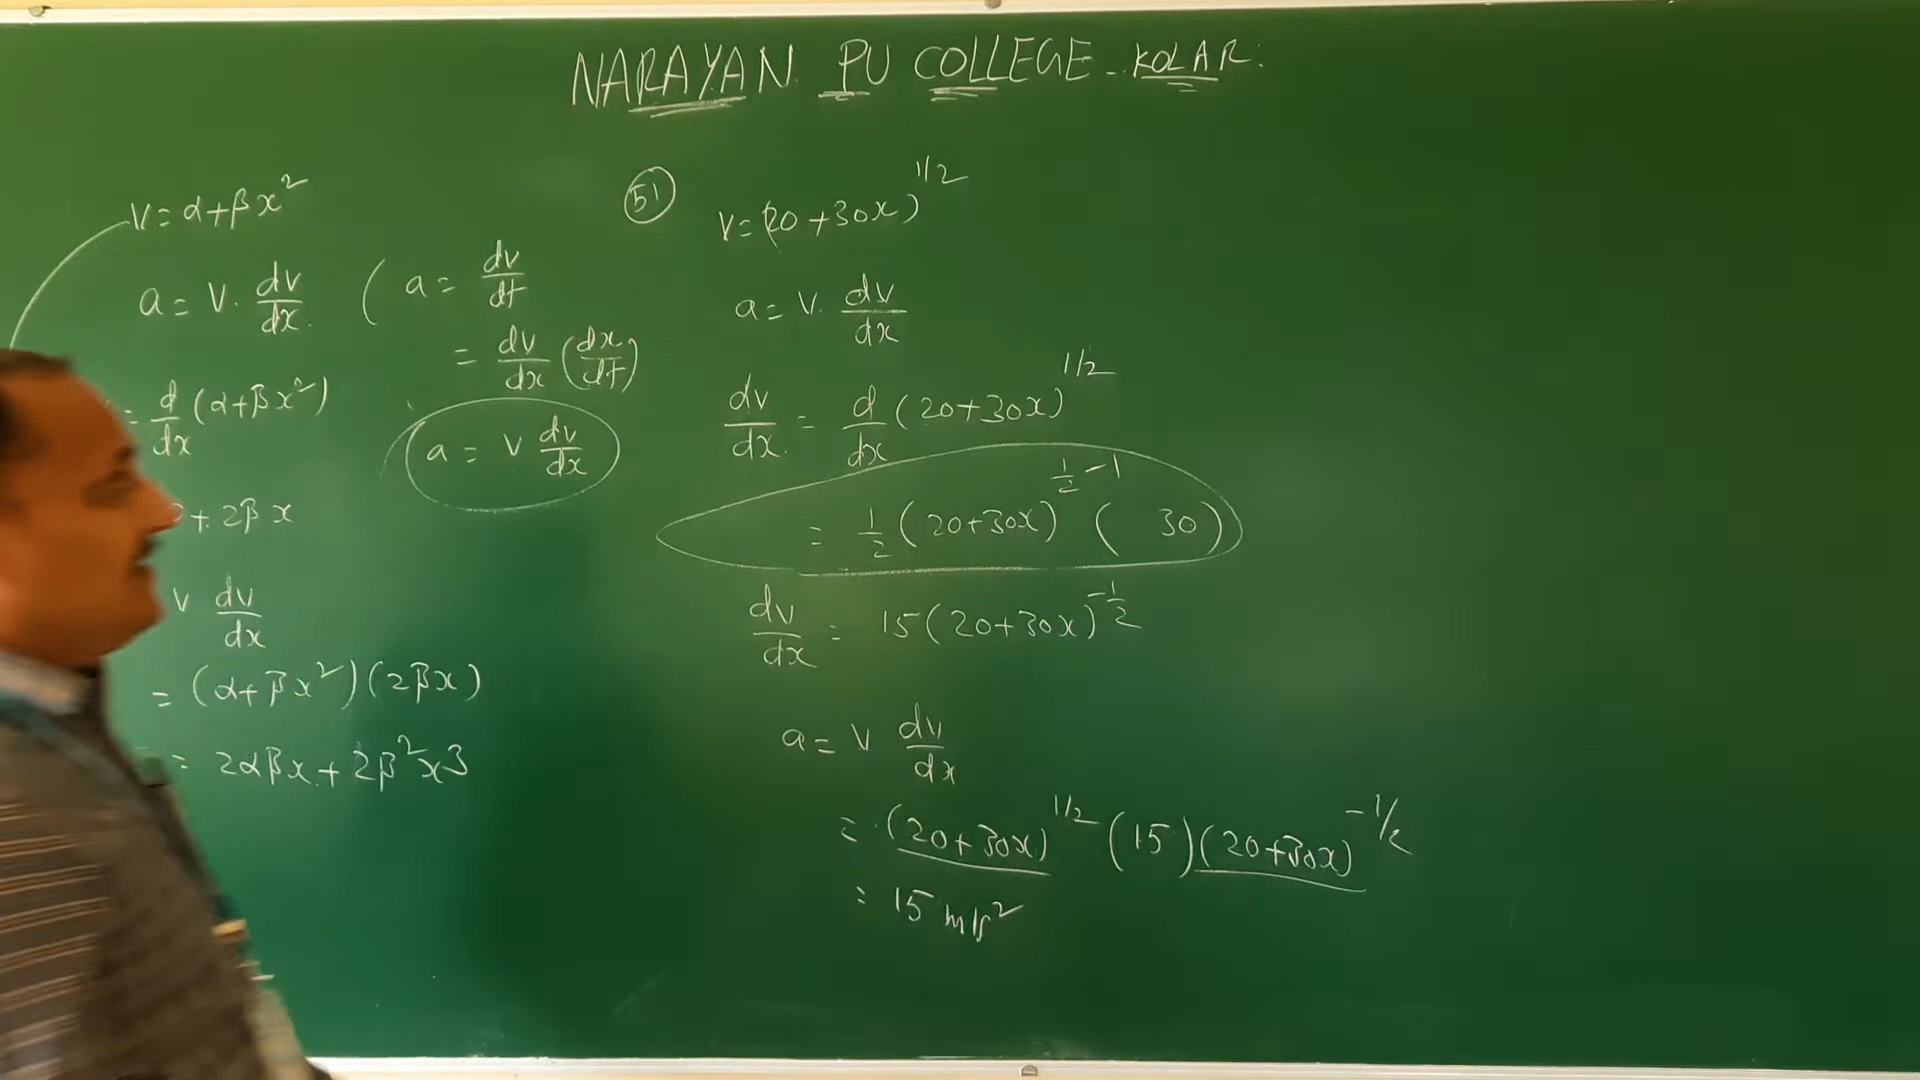 NARAYAN PU COLLEGE - KOLAR:
V = α+βx²
a = V. dv/dx. ( a = dv/dt
= dv/dx (dx/dt)
= d/dx (α+βx²)
a = v dv/dx
+ 2βx
v dv/dx
= (α+βx²)(2βx)
= 2αβx + 2β²x3
51
V = (20+30x)^1/2
a = V. dv/dx
dv/dx. = d/dx (20+30x)^1/2
= 1/2 (20+30x)^1/2-1 ( 30)
dv/dx = 15(20+30x)^-1/2
a = V dv/dx
= (20+30x)^1/2 (15)(20+30x)^-1/2
= 15 m/s²